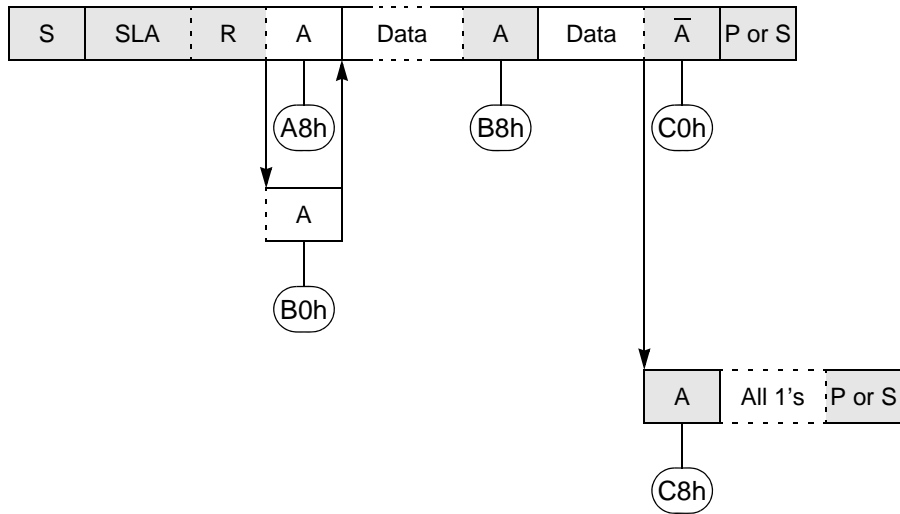 S SLA R A Data A Data A̅ P or S
A8h B8h C0h
A
B0h
A All 1's P or S
C8h